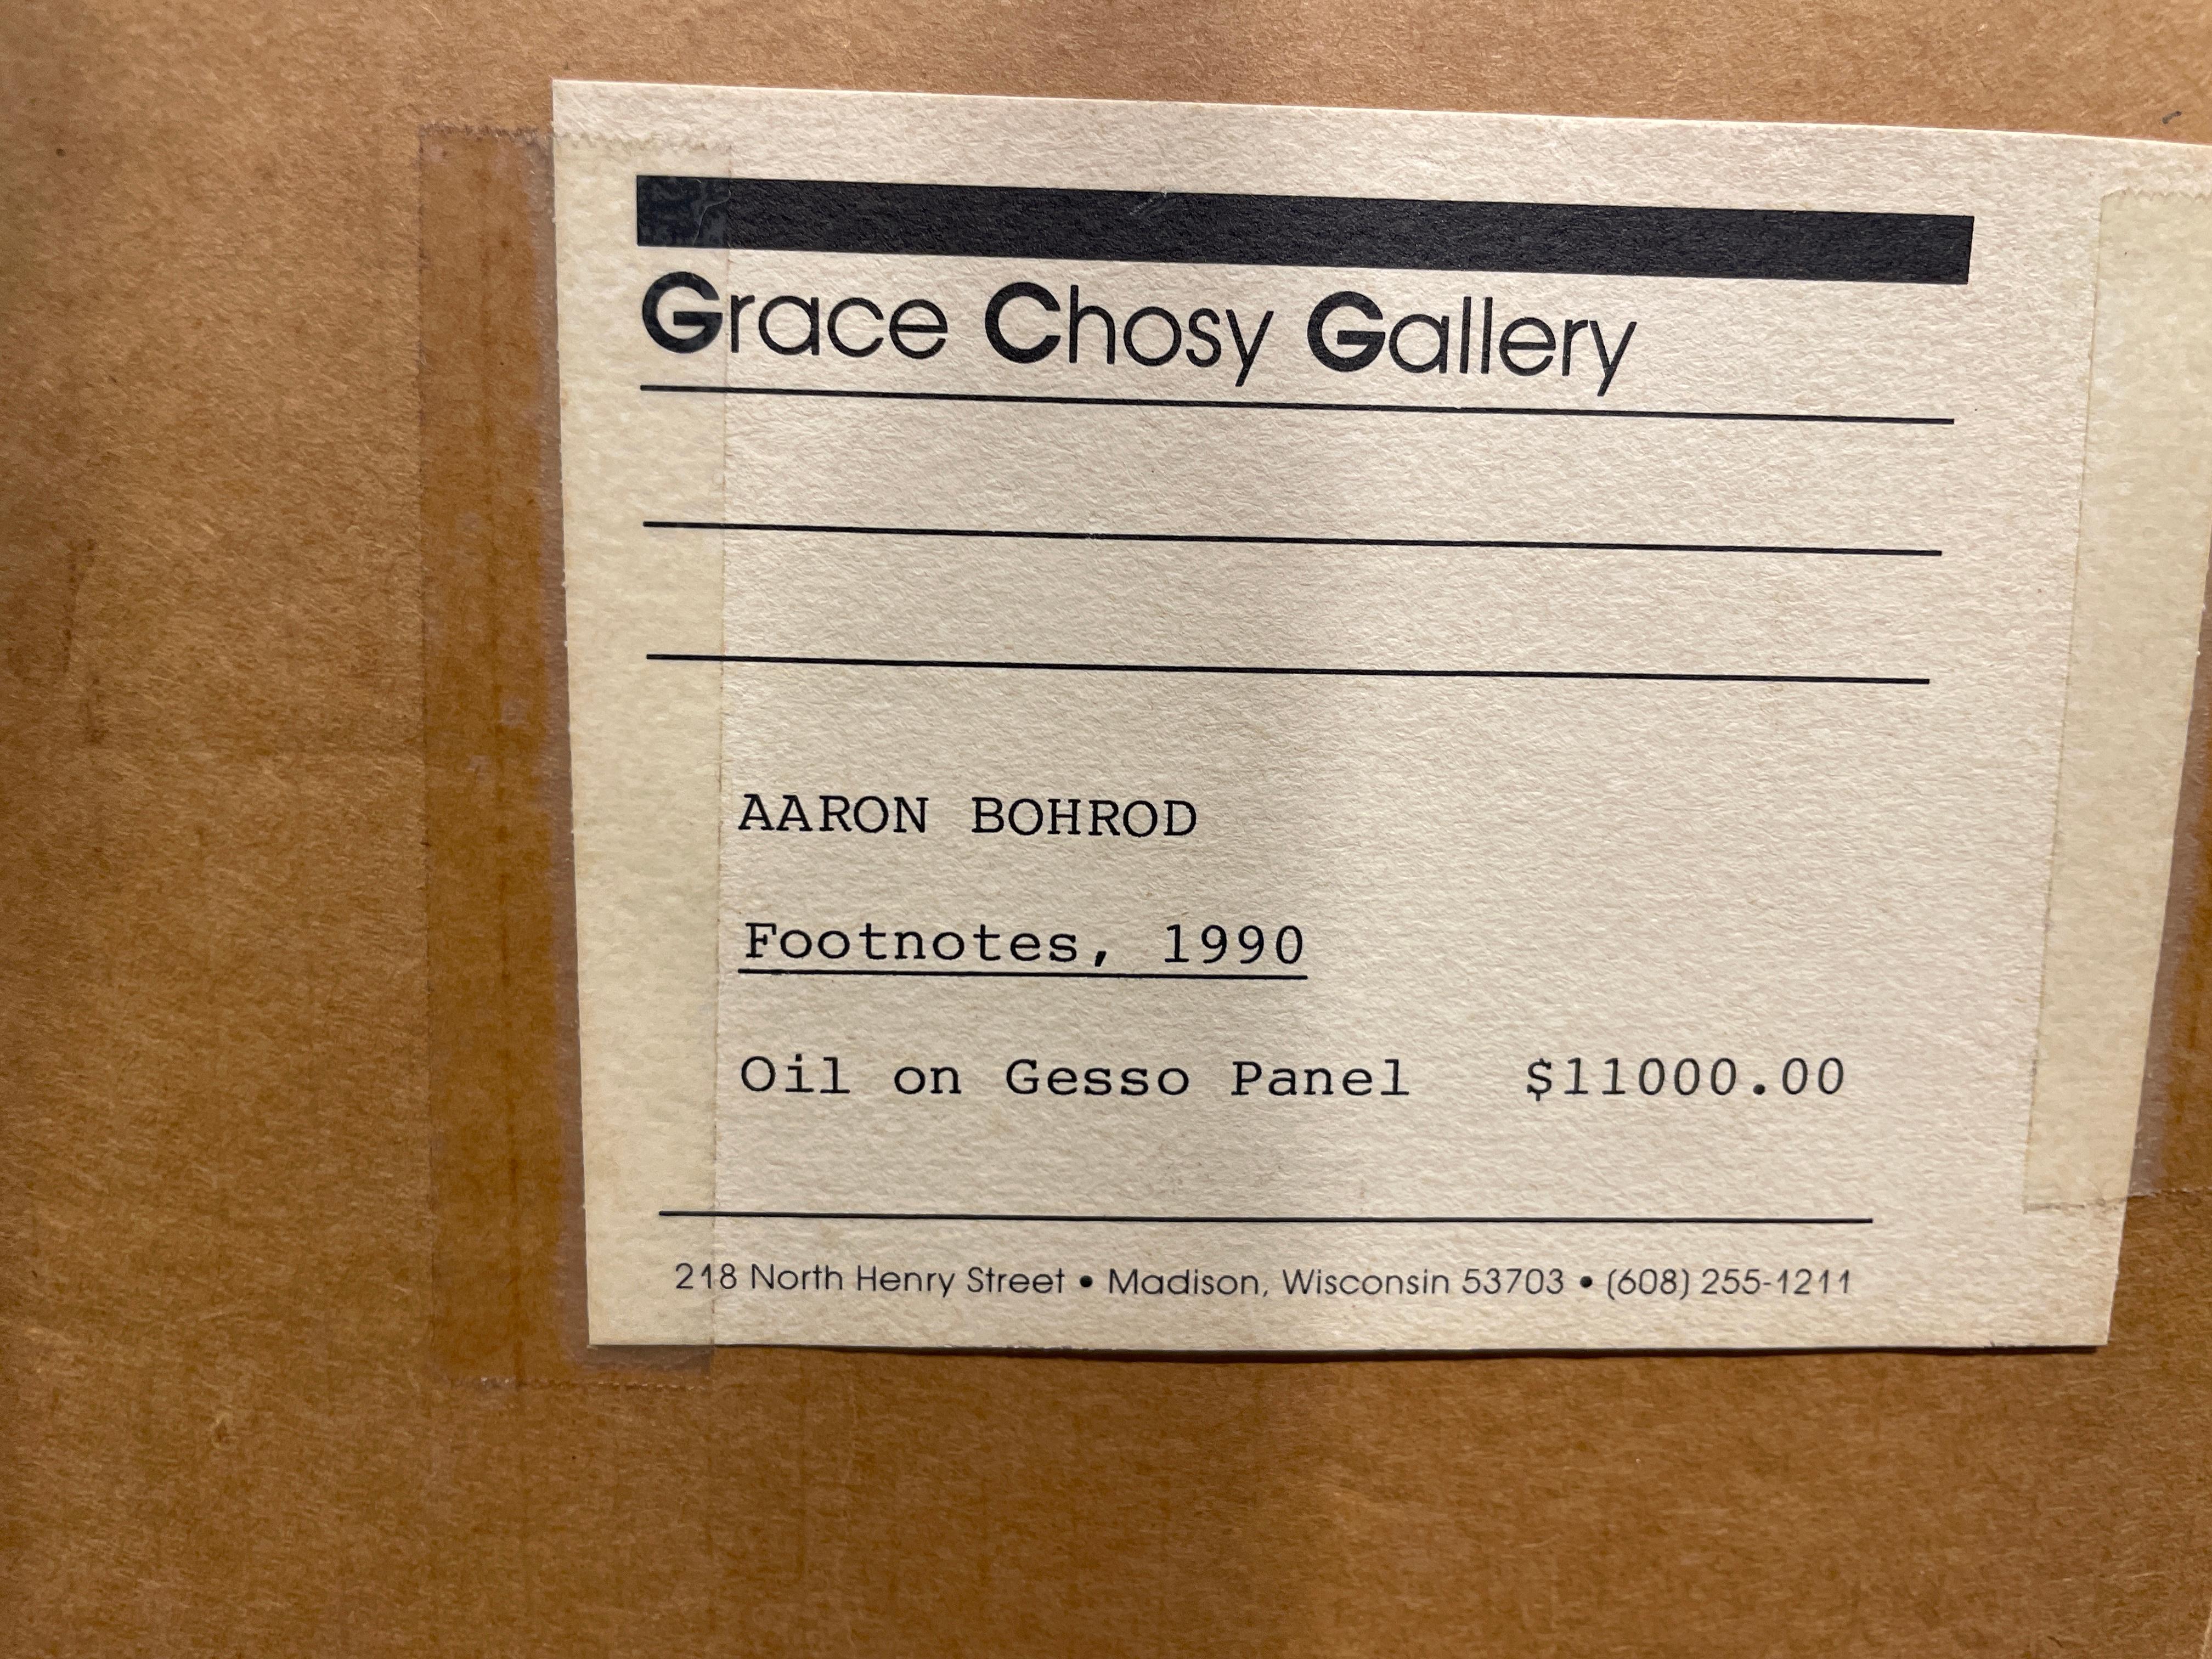 Grace Chosy Gallery
AARON BOHROD
Footnotes, 1990
Oil on Gesso Panel $11000.00
218 North Henry Street • Madison, Wisconsin 53703 • (608) 255-1211